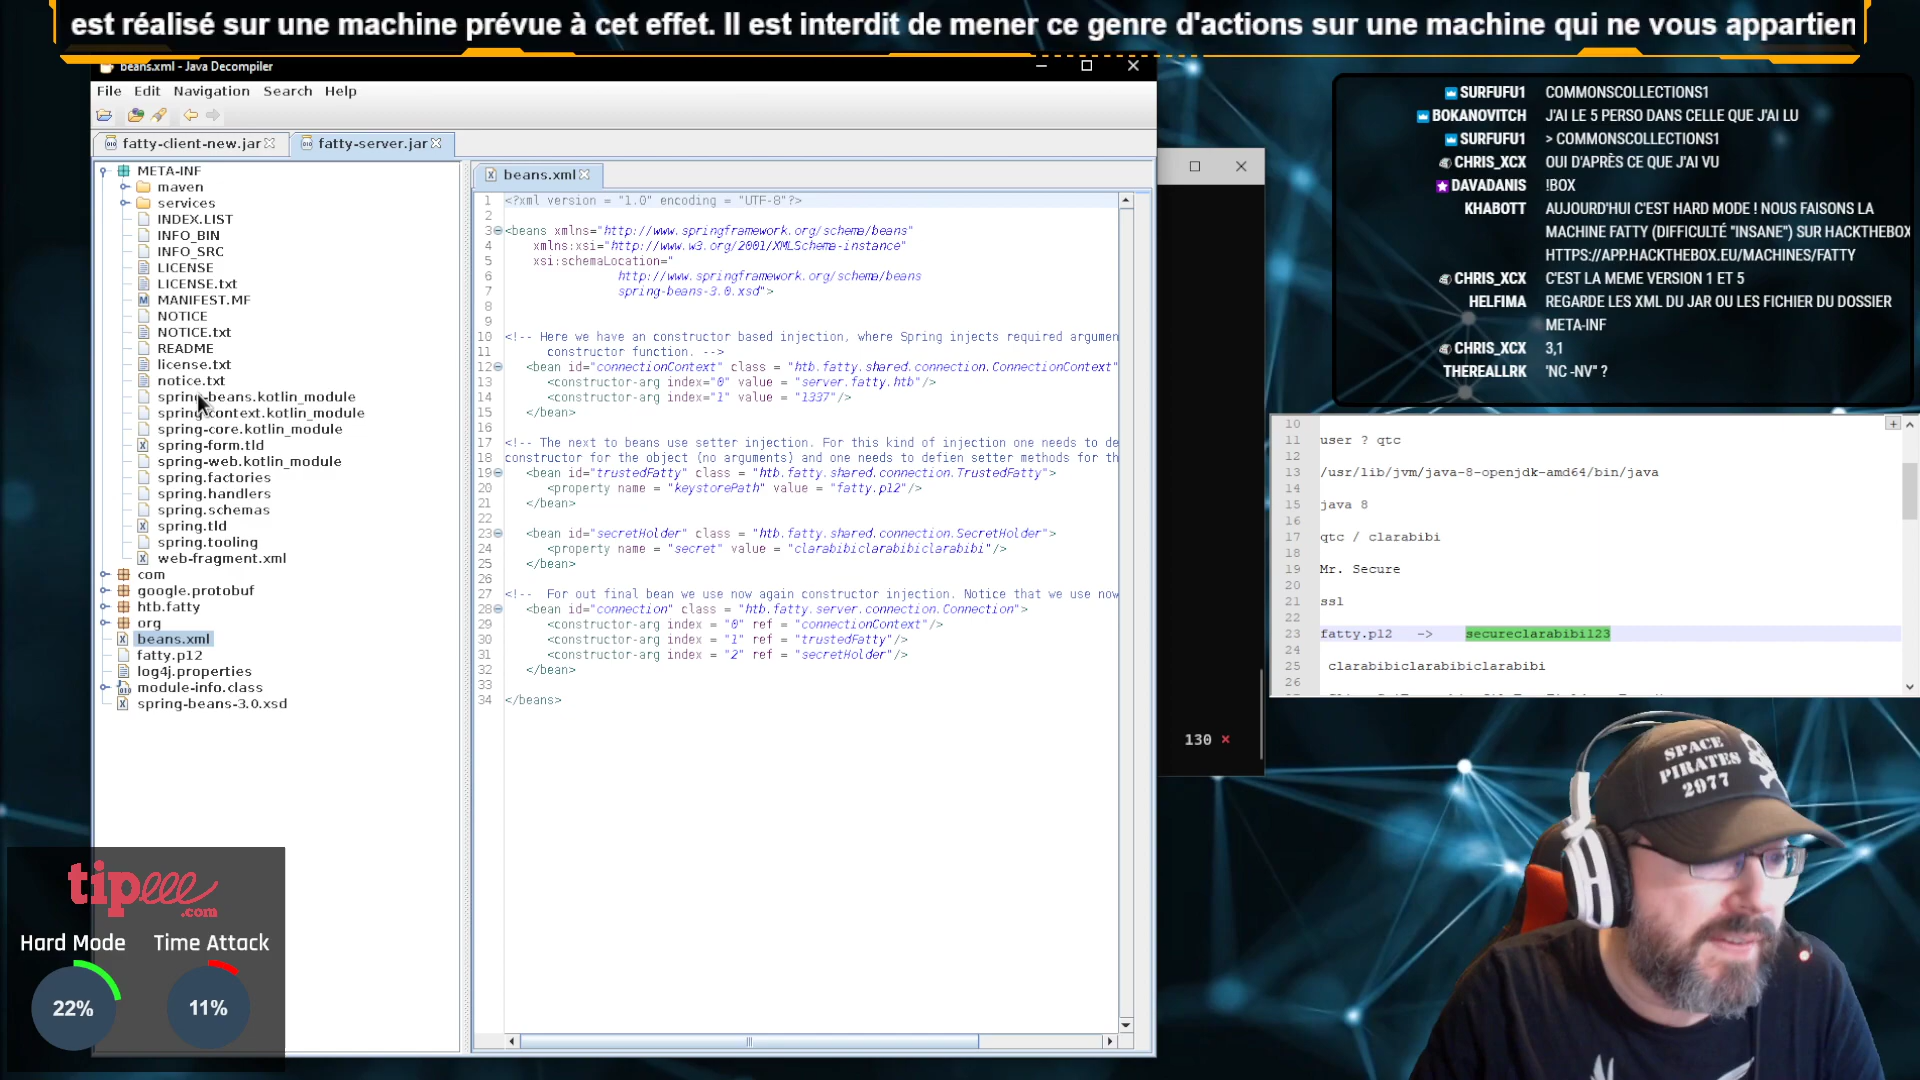 est réalisé sur une machine prévue à cet effet. Il est interdit de mener ce genre d'actions sur une machine qui ne vous appartien
beans.xml - Java Decompiler
File Edit Navigation Search Help
fatty-client-new.jar
fatty-server.jar
META-INF
maven
services
INDEX.LIST
INFO_BIN
INFO_SRC
LICENSE
LICENSE.txt
MANIFEST.MF
NOTICE
NOTICE.txt
README
license.txt
notice.txt
spring-beans.kotlin_module
spring-context.kotlin_module
spring-core.kotlin_module
spring-form.tld
spring-web.kotlin_module
spring.factories
spring.handlers
spring.schemas
spring.tld
spring.tooling
web-fragment.xml
com
google.protobuf
htb.fatty
org
beans.xml
fatty.p12
log4j.properties
module-info.class
spring-beans-3.0.xsd
beans.xml
1 <?xml version = "1.0" encoding = "UTF-8"?>
2
3 <beans xmlns="http://www.springframework.org/schema/beans"
4 xmlns:xsi="http://www.w3.org/2001/XMLSchema-instance"
5 xsi:schemaLocation="
6 http://www.springframework.org/schema/beans
7 spring-beans-3.0.xsd">
8
9
10 <!-- Here we have an constructor based injection, where Spring injects required argumen
11 constructor function. -->
12 <bean id="connectionContext" class = "htb.fatty.shared.connection.ConnectionContext"
13 <constructor-arg index="0" value = "server.fatty.htb"/>
14 <constructor-arg index="1" value = "1337"/>
15 </bean>
16
17 <!-- The next to beans use setter injection. For this kind of injection one needs to de
18 constructor for the object (no arguments) and one needs to defien setter methods for th
19 <bean id="trustedFatty" class = "htb.fatty.shared.connection.TrustedFatty">
20 <property name = "keystorePath" value = "fatty.p12"/>
21 </bean>
22
23 <bean id="secretHolder" class = "htb.fatty.shared.connection.SecretHolder">
24 <property name = "secret" value = "clarabibiclarabibiclarabibi"/>
25 </bean>
26
27 <!-- For out final bean we use now again constructor injection. Notice that we use now
28 <bean id="connection" class = "htb.fatty.server.connection.Connection">
29 <constructor-arg index = "0" ref = "connectionContext"/>
30 <constructor-arg index = "1" ref = "trustedFatty"/>
31 <constructor-arg index = "2" ref = "secretHolder"/>
32 </bean>
33
34 </beans>
130 ×
SURFUFU1 COMMONSCOLLECTIONS1
BOKANOVITCH J'AI LE 5 PERSO DANS CELLE QUE J'AI LU
SURFUFU1 > COMMONSCOLLECTIONS1
CHRIS_XCX OUI D'APRÈS CE QUE J'AI VU
DAVADANIS !BOX
KHABOTT AUJOURD'HUI C'EST HARD MODE ! NOUS FAISONS LA
MACHINE FATTY (DIFFICULTÉ "INSANE") SUR HACKTHEBOX
HTTPS://APP.HACKTHEBOX.EU/MACHINES/FATTY
CHRIS_XCX C'EST LA MEME VERSION 1 ET 5
HELFIMA REGARDE LES XML DU JAR OU LES FICHIER DU DOSSIER
META-INF
CHRIS_XCX 3,1
THEREALLRK 'NC -NV" ?
10
11 user ? qtc
12
13 /usr/lib/jvm/java-8-openjdk-amd64/bin/java
14
15 java 8
16
17 qtc / clarabibi
18
19 Mr. Secure
20
21 ssl
22
23 fatty.p12 -> secureclarabibi123
24
25 clarabibiclarabibiclarabibi
26
tipeee
.com
Hard Mode Time Attack
22% 11%
SPACE
PIRATES
2977